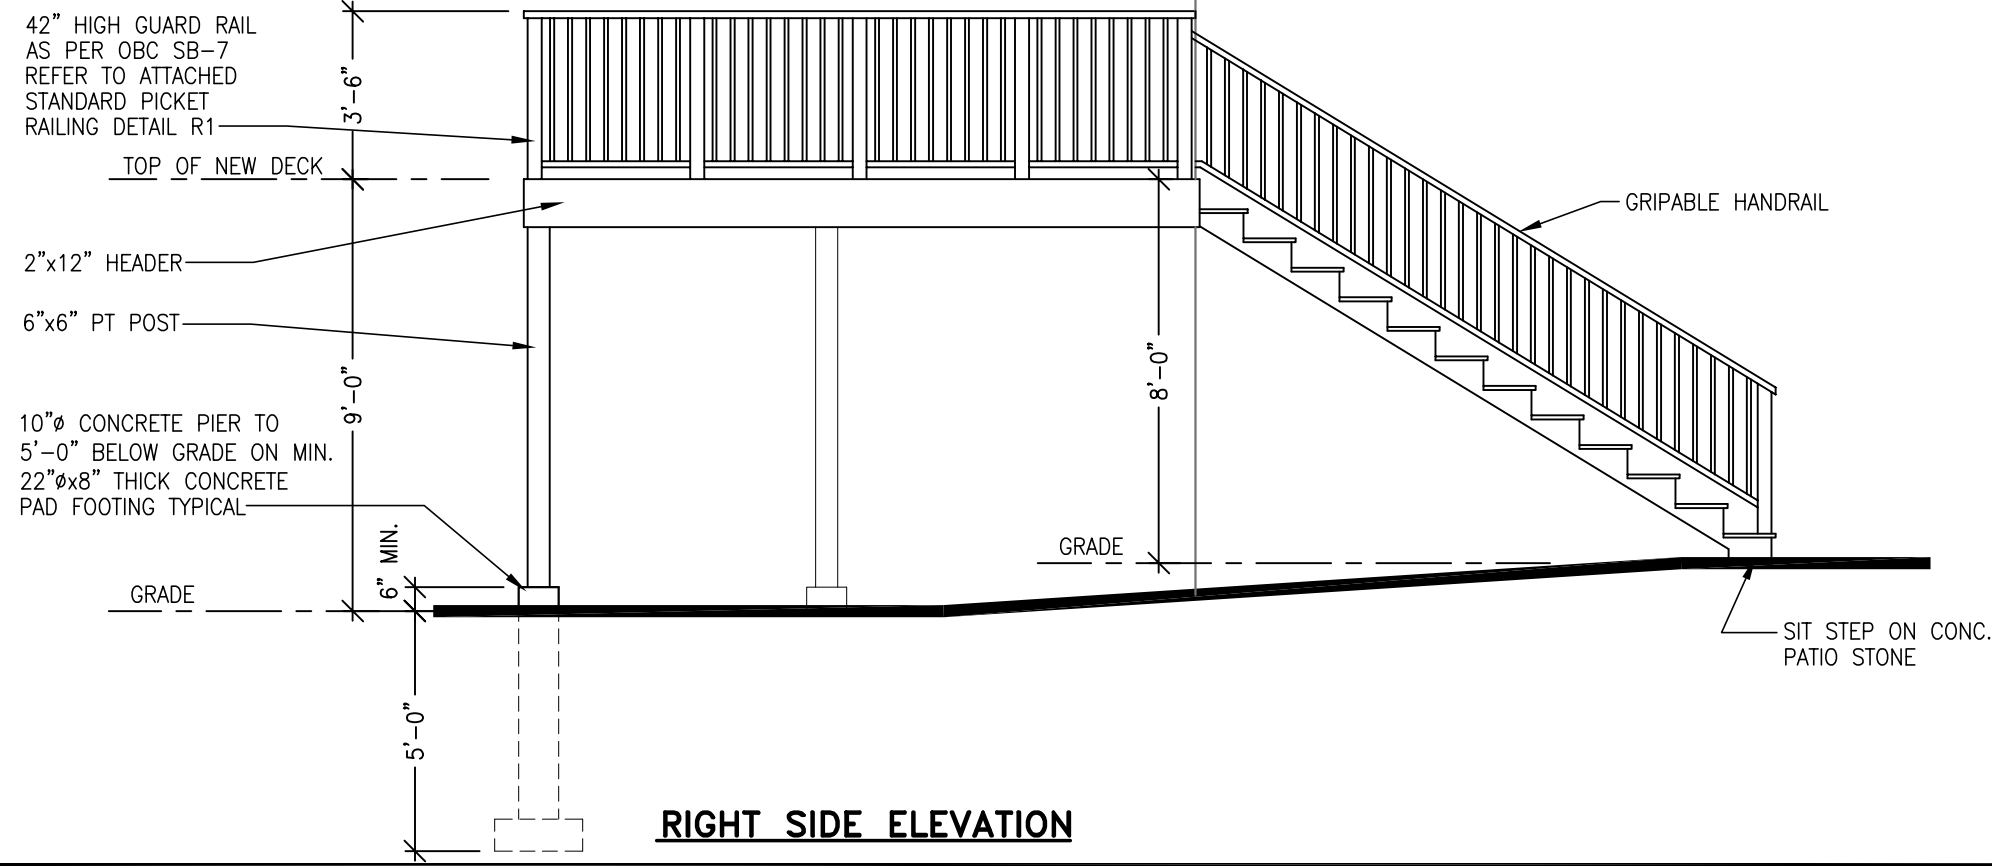 42” HIGH GUARD RAIL
AS PER OBC SB-7
REFER TO ATTACHED
STANDARD PICKET
RAILING DETAIL R1
3'-6”
TOP OF NEW DECK
GRIPABLE HANDRAIL
2”x12” HEADER
6”x6” PT POST
9'-0”
8'-0”
10”ø CONCRETE PIER TO
5'-0” BELOW GRADE ON MIN.
22”øx8” THICK CONCRETE
PAD FOOTING TYPICAL
6” MIN.
GRADE
GRADE
SIT STEP ON CONC.
PATIO STONE
5'-0”
RIGHT SIDE ELEVATION